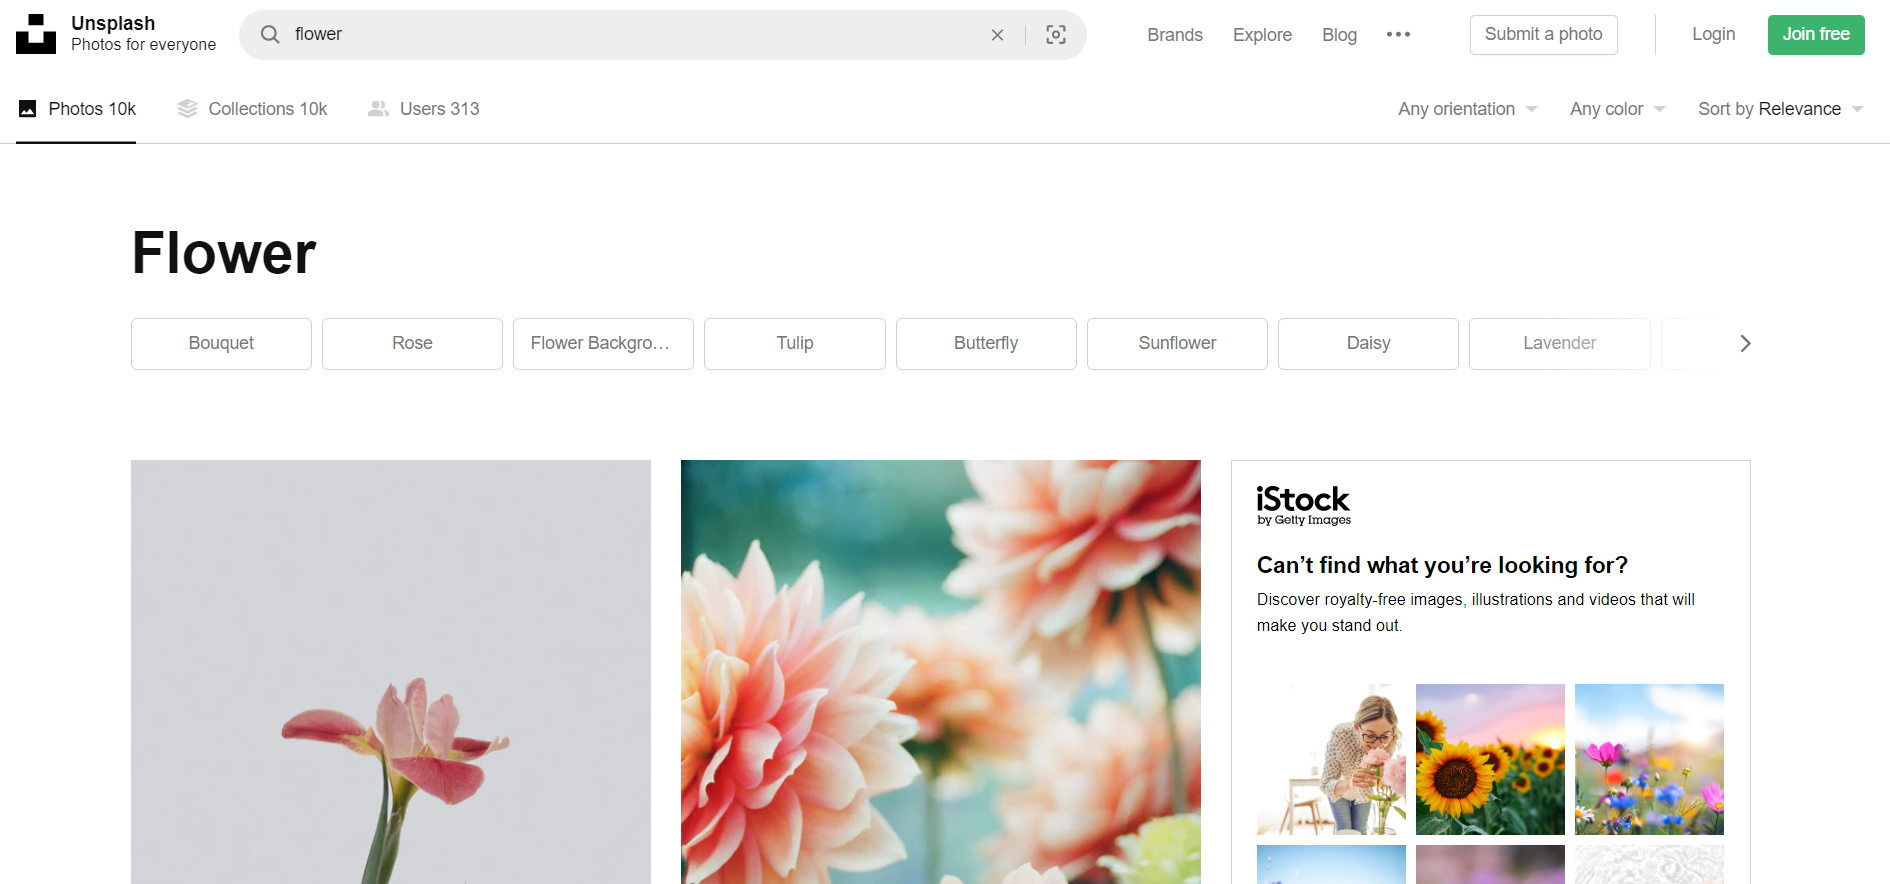 Unsplash
Photos for everyone
flower
Brands
Explore
Blog
Submit a photo
Login
Join free
Photos 10k
Collections 10k
Users 313
Any orientation
Any color
Sort by Relevance
Flower
Bouquet
Rose
Flower Backgro…
Tulip
Butterfly
Sunflower
Daisy
Lavender
iStock
by Getty Images
Can’t find what you’re looking for?
Discover royalty-free images, illustrations and videos that will
make you stand out.